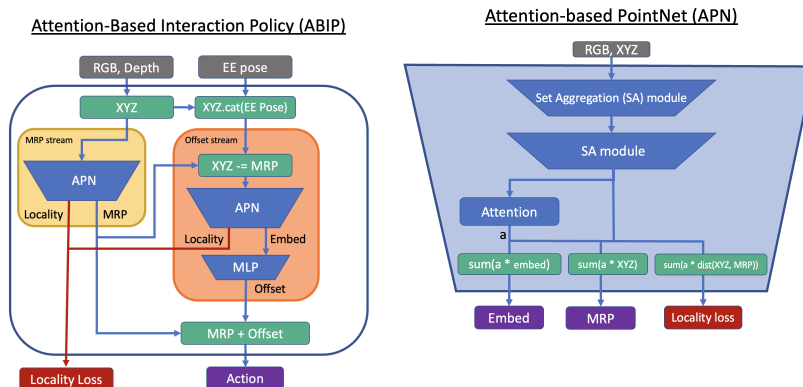 Attention-Based Interaction Policy (ABIP)
RGB, Depth
EE pose
XYZ
XYZ.cat(EE Pose)
MRP stream
APN
Locality
MRP
Offset stream
XYZ -= MRP
APN
Locality
Embed
MLP
Offset
MRP + Offset
Locality Loss
Action
Attention-based PointNet (APN)
RGB, XYZ
Set Aggregation (SA) module
SA module
Attention
a
sum(a * embed)
sum(a * XYZ)
sum(a * dist(XYZ, MRP))
Embed
MRP
Locality loss